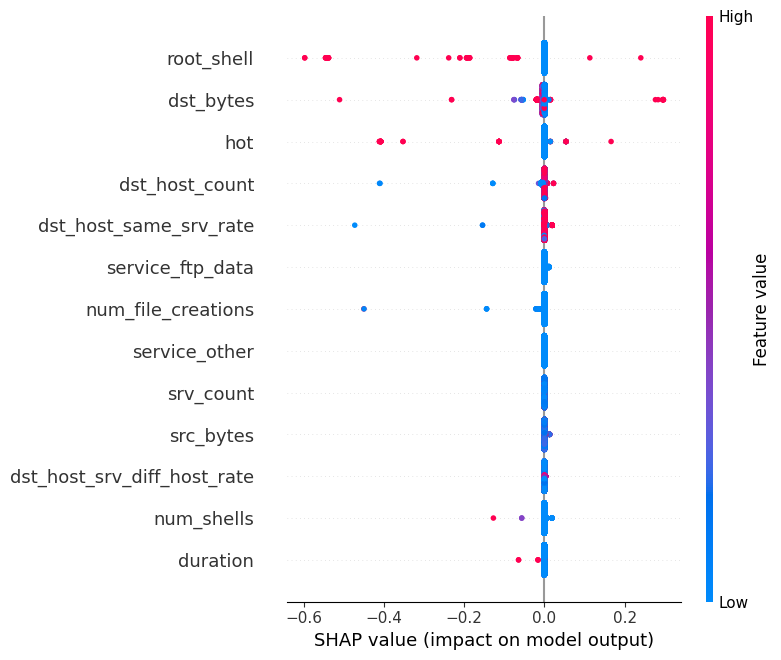 High
root_shell
dst_bytes
hot
dst_host_count
dst_host_same_srv_rate
service_ftp_data
num_file_creations
service_other
srv_count
src_bytes
dst_host_srv_diff_host_rate
num_shells
duration
Feature value
Low
−0.6 −0.4 −0.2 0.0 0.2
SHAP value (impact on model output)